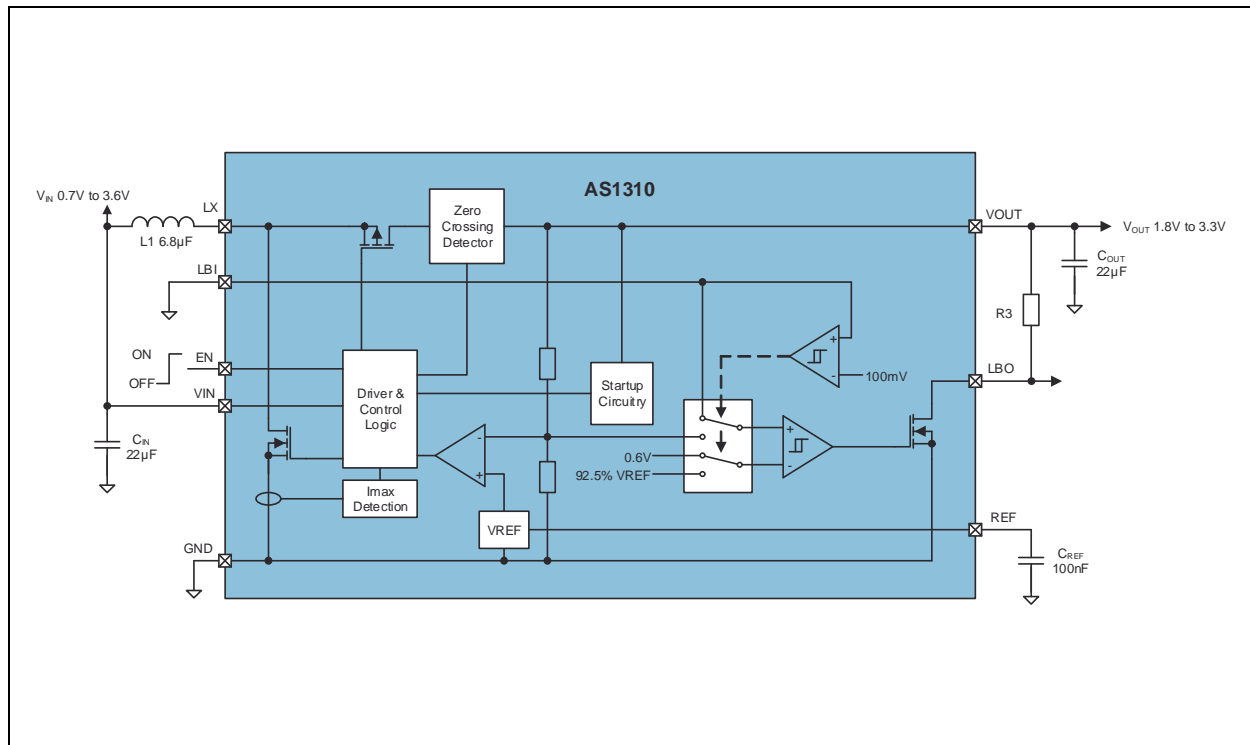 AS1310
VIN 0.7V to 3.6V
LX
L1 6.8µF
Zero
Crossing
Detector
VOUT
VOUT 1.8V to 3.3V
COUT
22µF
LBI
R3
ON
OFF
EN
VIN
Driver &
Control
Logic
Startup
Circuitry
+
-
100mV
LBO
CIN
22µF
-
+
0.6V
92.5% VREF
+
-
Imax
Detection
VREF
REF
GND
CREF
100nF